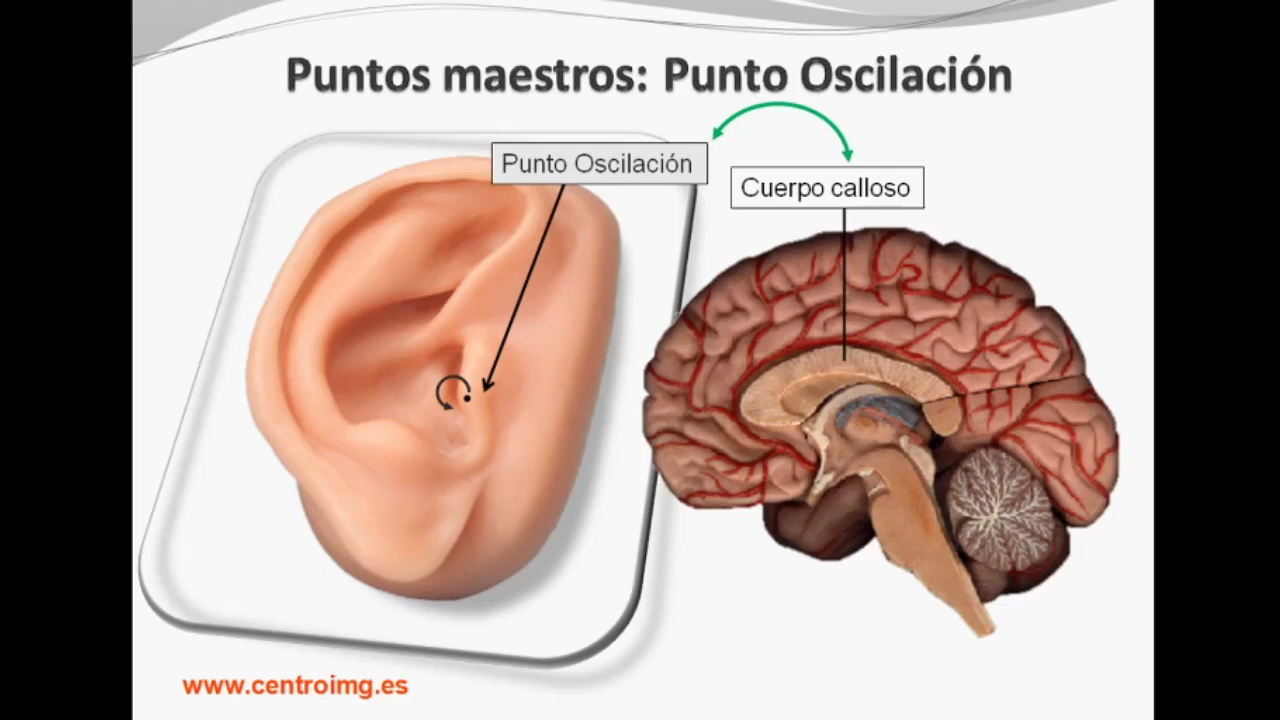 Puntos maestros: Punto Oscilación
Punto Oscilación
Cuerpo calloso
www.centroimg.es